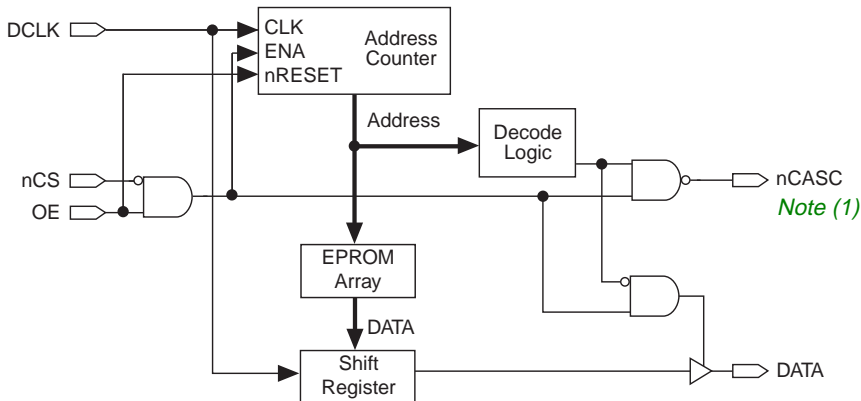 DCLK
CLK
ENA
nRESET
Address
Counter
Address
Decode
Logic
nCS
OE
nCASC
Note (1)
EPROM
Array
DATA
Shift
Register
DATA